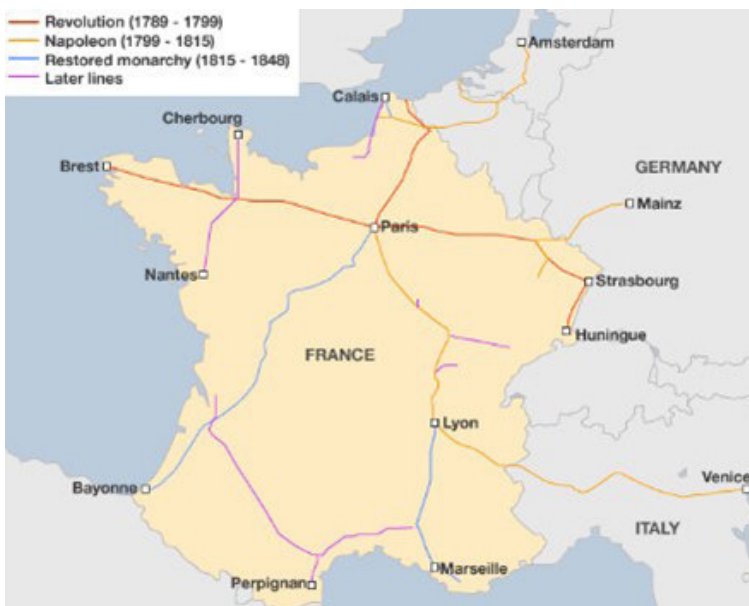 Revolution (1789 - 1799)
Napoleon (1799 - 1815)
Restored monarchy (1815 - 1848)
Later lines
Amsterdam
Calais
Cherbourg
Brest
GERMANY
Mainz
Paris
Nantes
Strasbourg
Huningue
FRANCE
Lyon
Venice
Bayonne
ITALY
Marseille
Perpignan